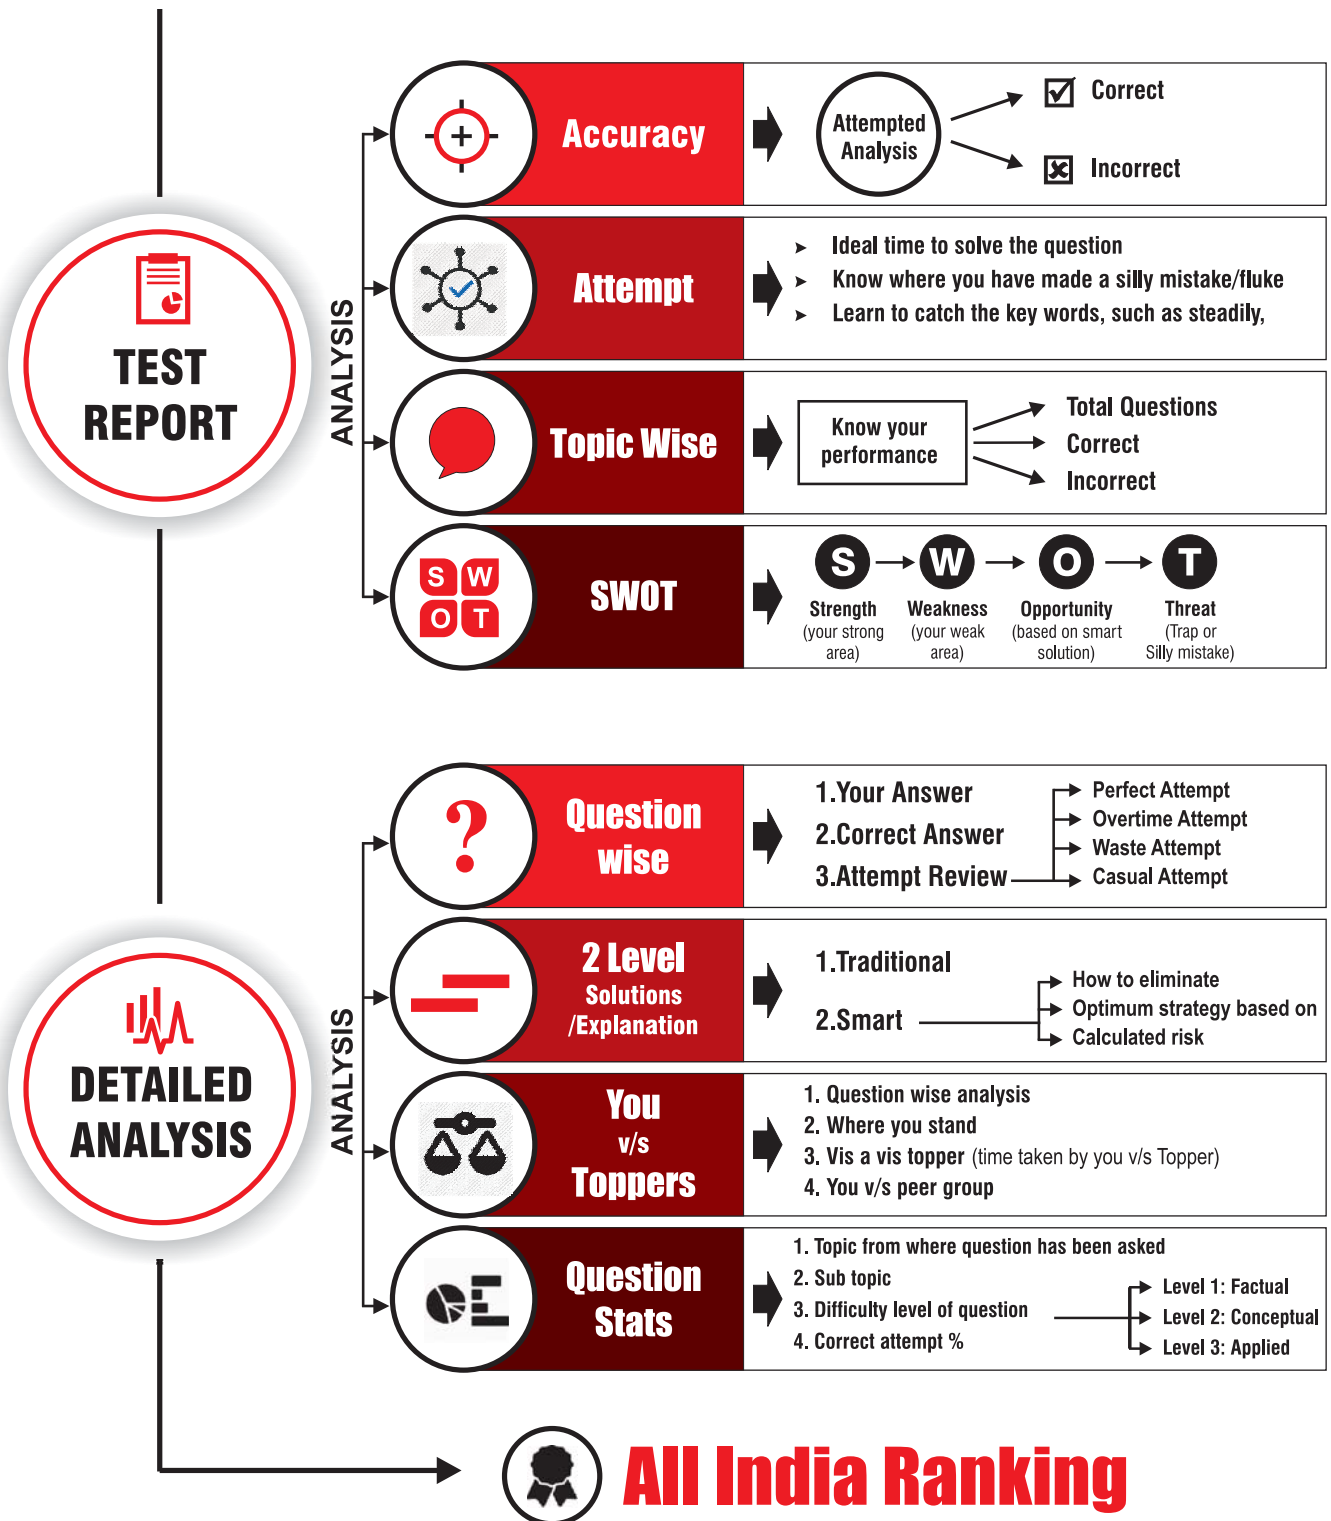 TEST
REPORT
ANALYSIS
Accuracy
Attempted
Analysis
Correct
Incorrect
Attempt
➤ Ideal time to solve the question
➤ Know where you have made a silly mistake/fluke
➤ Learn to catch the key words, such as steadily,
Topic Wise
Know your
performance
Total Questions
Correct
Incorrect
S W
O T
SWOT
S W O T
Strength
(your strong
area)
Weakness
(your weak
area)
Opportunity
(based on smart
solution)
Threat
(Trap or
Silly mistake)
DETAILED
ANALYSIS
ANALYSIS
?
Question
wise
1.Your Answer
2.Correct Answer
3.Attempt Review
Perfect Attempt
Overtime Attempt
Waste Attempt
Casual Attempt
2 Level
Solutions
/Explanation
1.Traditional
2.Smart
How to eliminate
Optimum strategy based on
Calculated risk
You
v/s
Toppers
1. Question wise analysis
2. Where you stand
3. Vis a vis topper (time taken by you v/s Topper)
4. You v/s peer group
Question
Stats
1. Topic from where question has been asked
2. Sub topic
3. Difficulty level of question
4. Correct attempt %
Level 1: Factual
Level 2: Conceptual
Level 3: Applied
All India Ranking